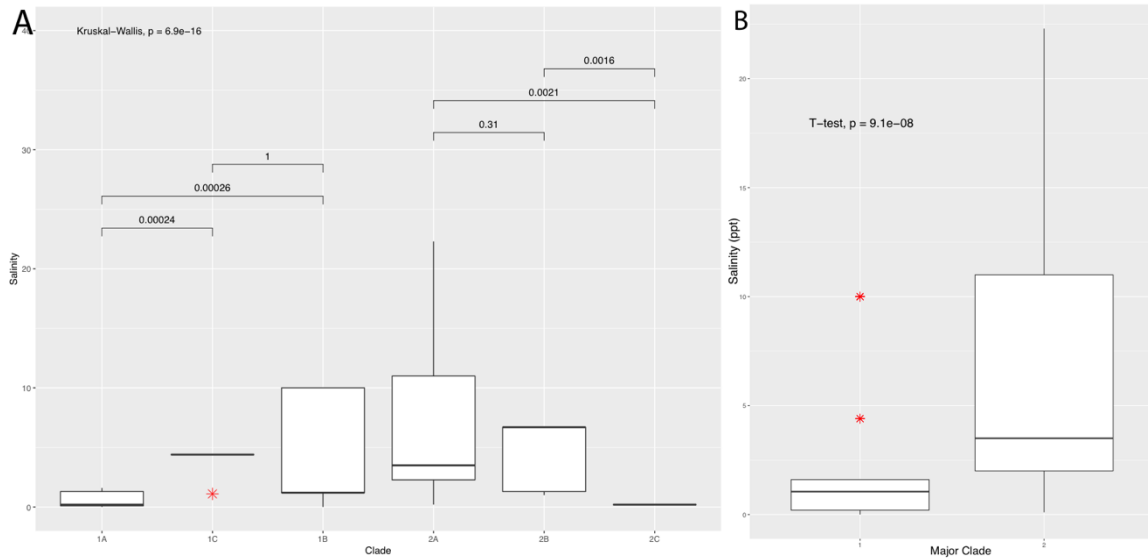 A
Kruskal-Wallis, p = 6.9e-16
0.0016
0.0021
0.31
1
0.00026
0.00024
40
30
20
10
0
Salinity
1A
1C
1B
2A
2B
2C
Clade
B
T-test, p = 9.1e-08
20
15
10
5
0
Salinity (ppt)
1
2
Major Clade